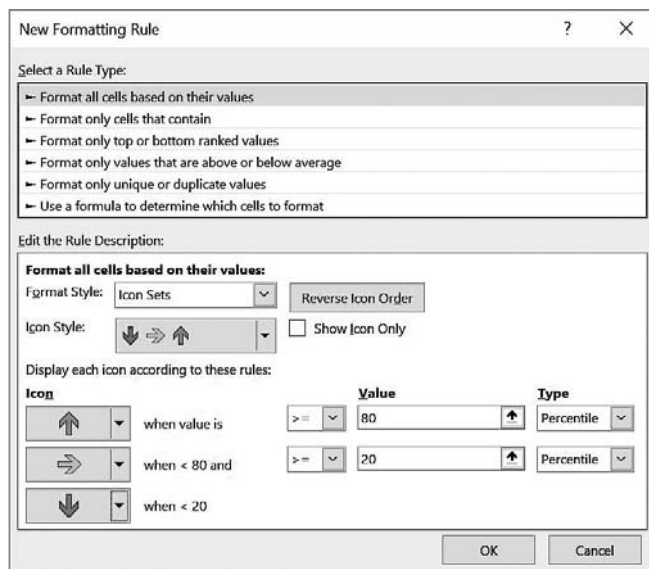 New Formatting Rule ? ×
Select a Rule Type:
► Format all cells based on their values
► Format only cells that contain
► Format only top or bottom ranked values
► Format only values that are above or below average
► Format only unique or duplicate values
► Use a formula to determine which cells to format
Edit the Rule Description:
Format all cells based on their values:
Format Style: Icon Sets Reverse Icon Order
Icon Style: Show Icon Only
Display each icon according to these rules:
Icon Value Type
when value is >= 80 Percentile
when < 80 and >= 20 Percentile
when < 20
OK Cancel